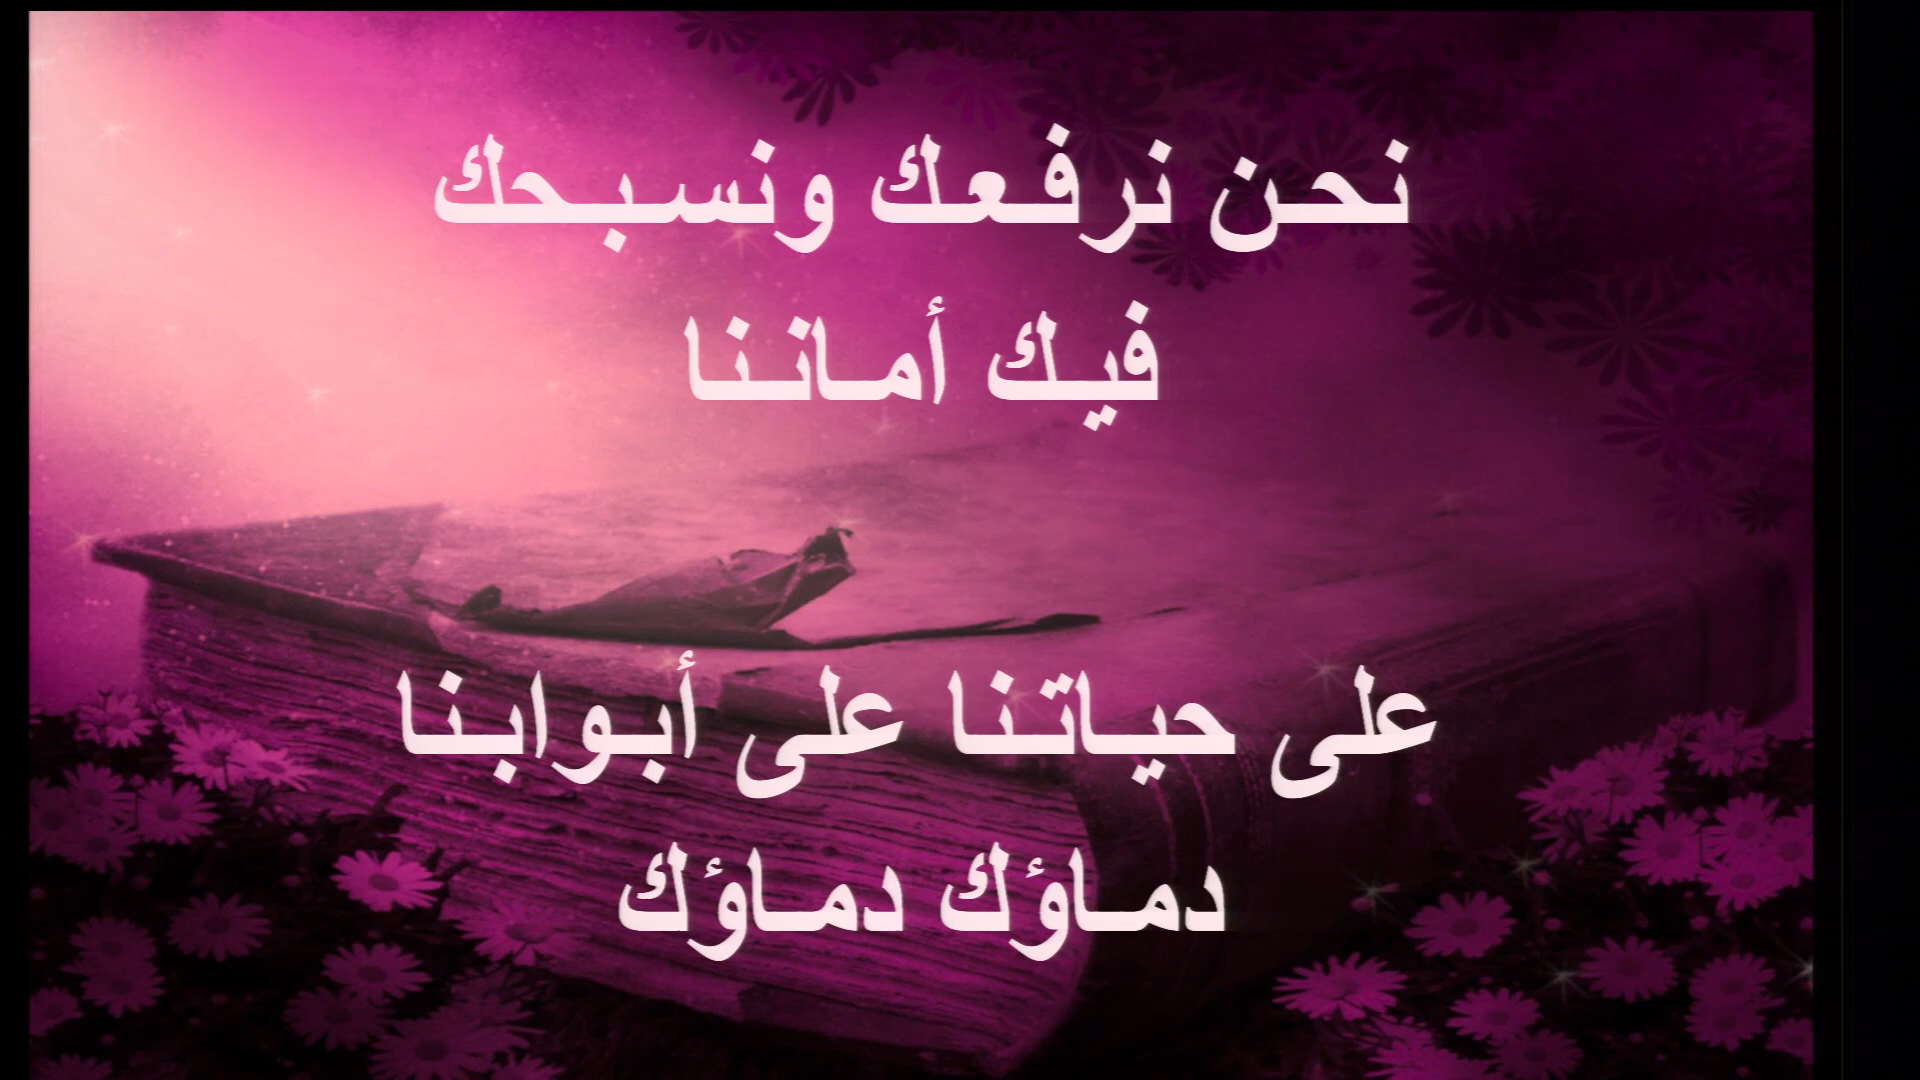 نحن نرفعك ونسبحك
فيك أماننا
على حياتنا على أبوابنا
دماؤك دماؤك